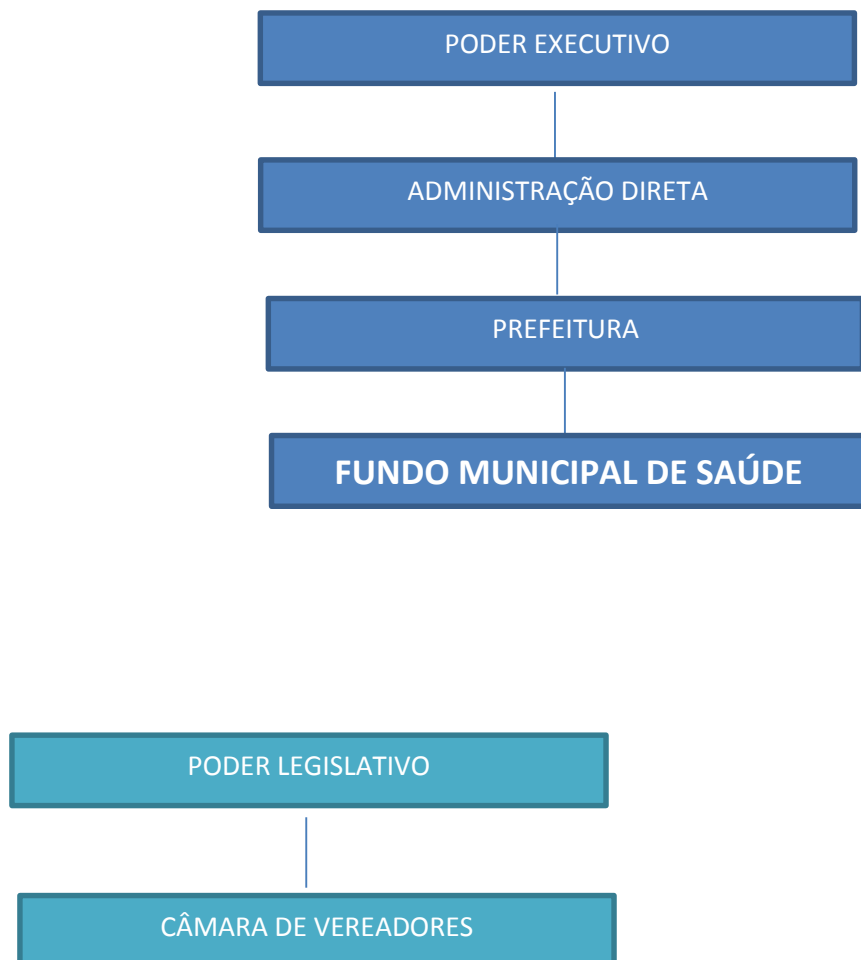 PODER EXECUTIVO
ADMINISTRAÇÃO DIRETA
PREFEITURA
FUNDO MUNICIPAL DE SAÚDE
PODER LEGISLATIVO
CÂMARA DE VEREADORES